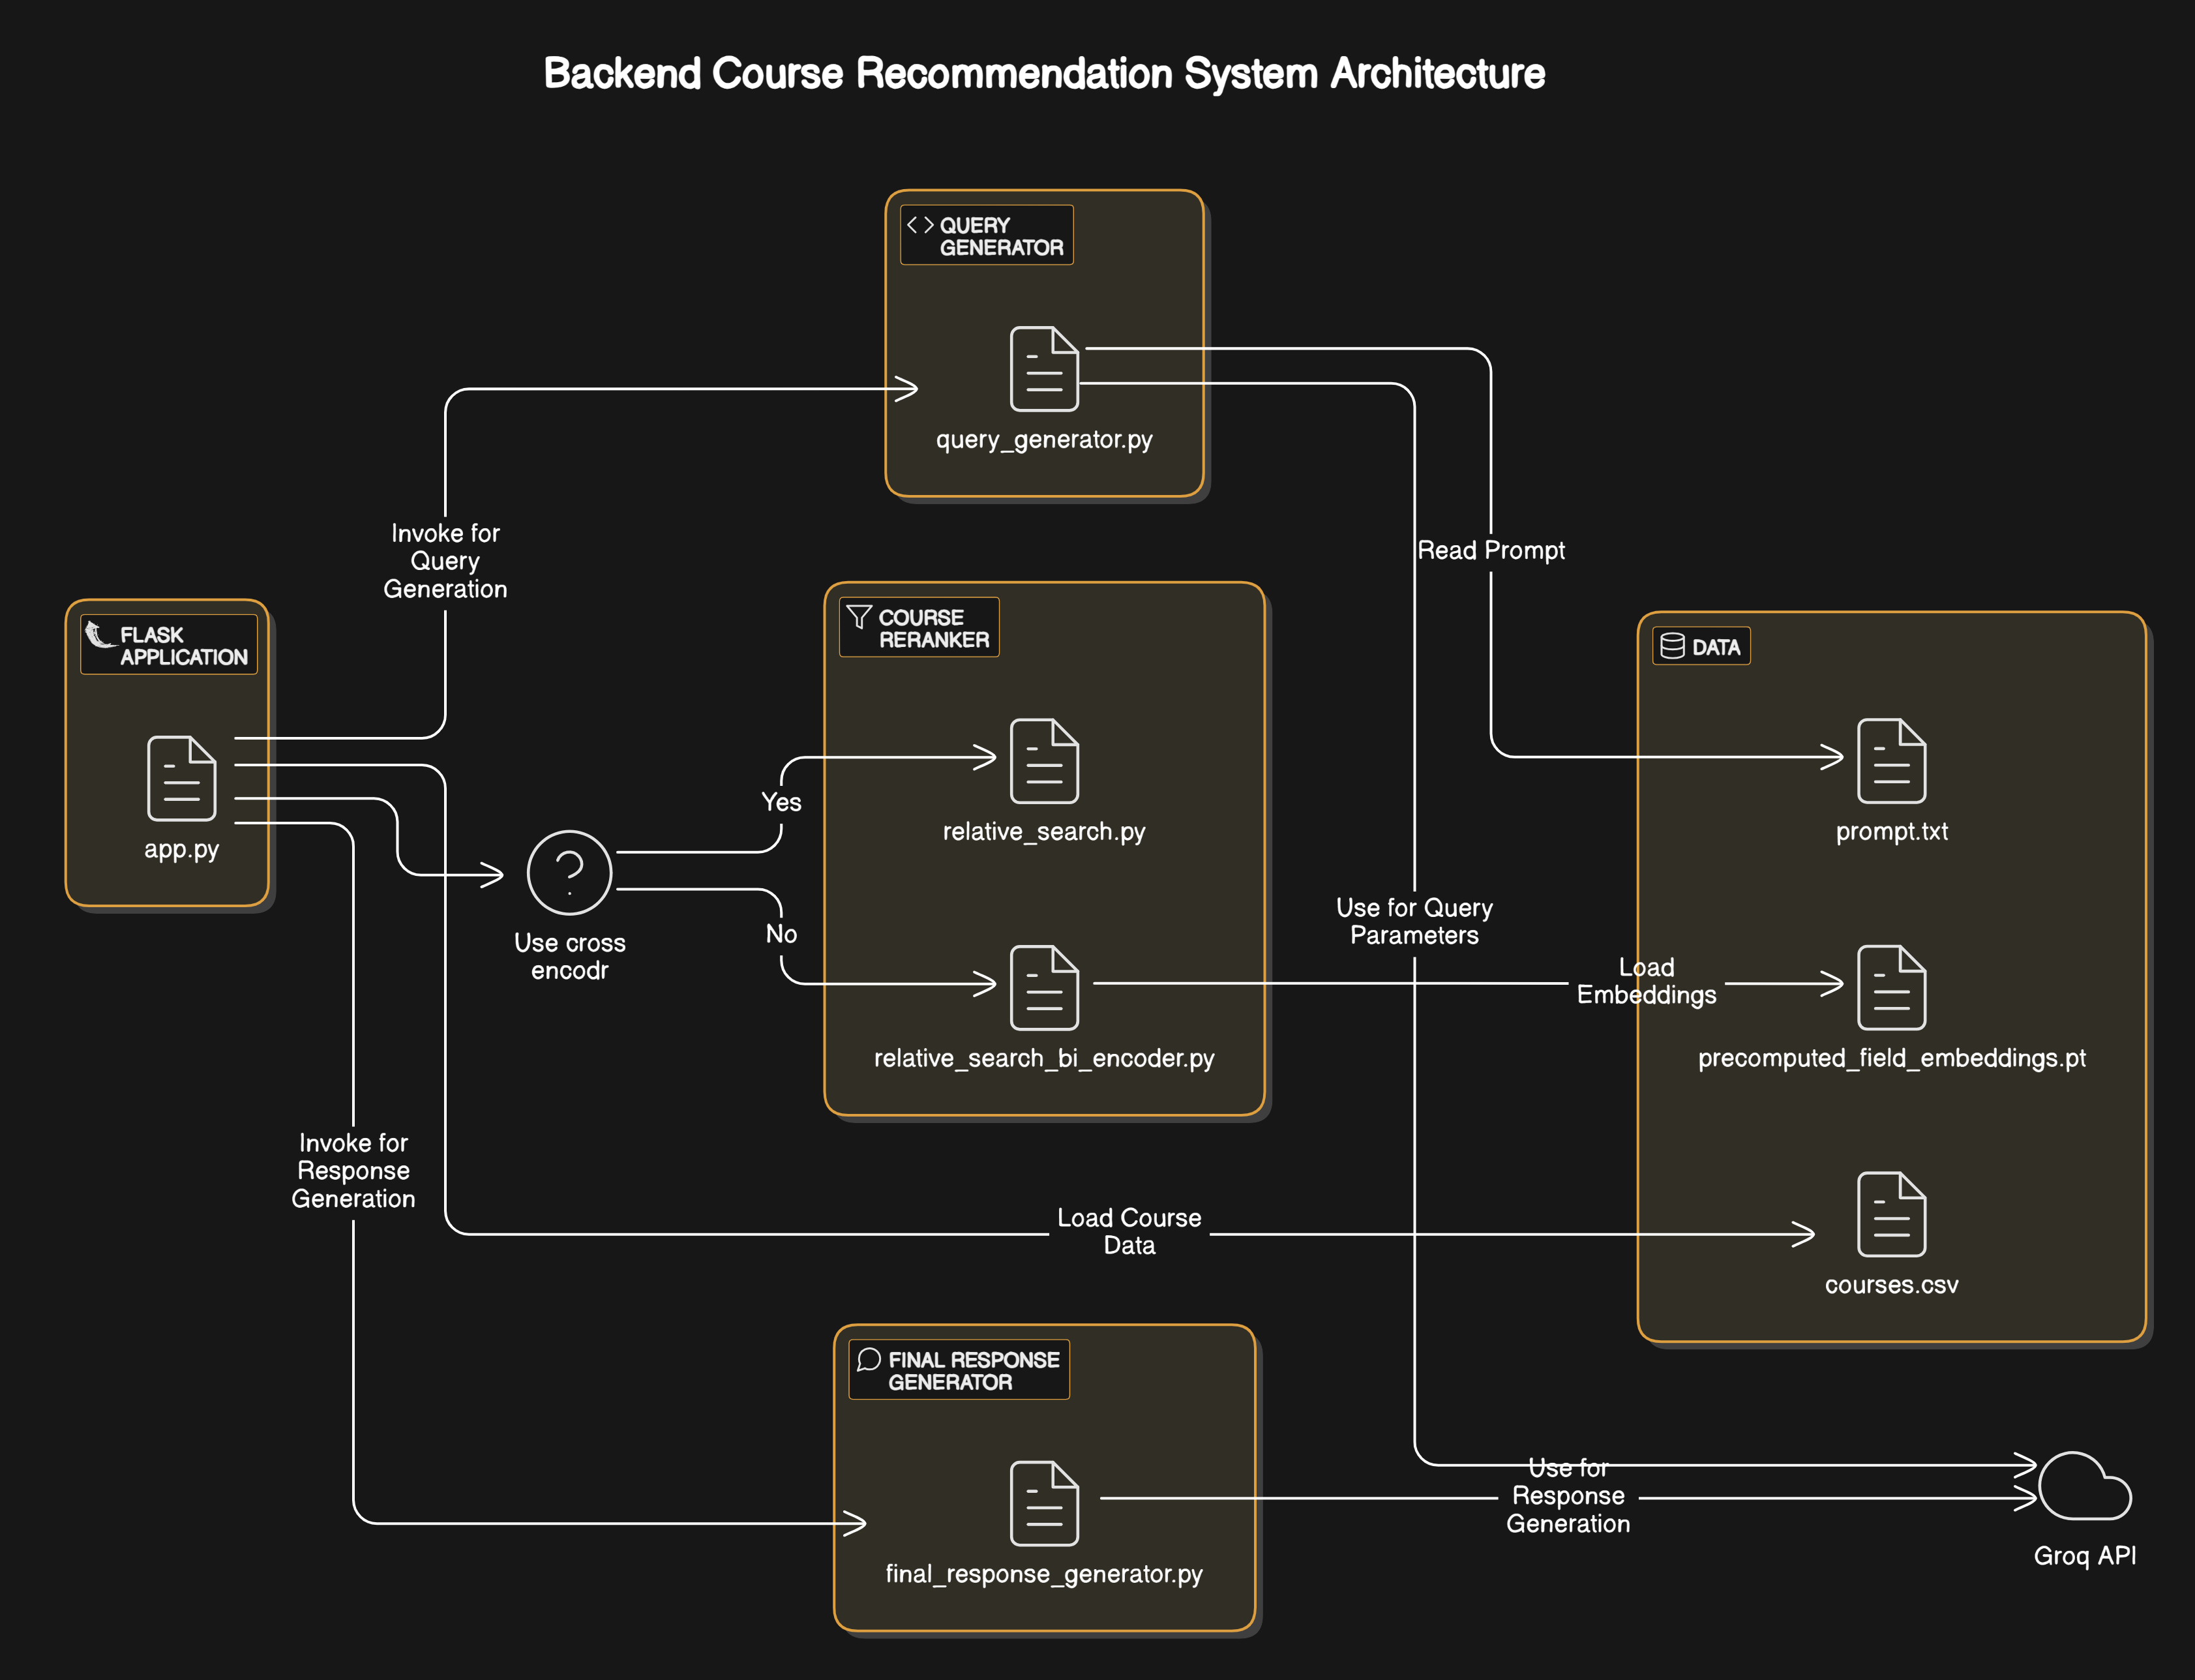 Backend Course Recommendation System Architecture
QUERY
GENERATOR
query_generator.py
Invoke for
Query
Generation
Read Prompt
FLASK
APPLICATION
app.py
COURSE
RERANKER
relative_search.py
Yes
Use cross
encodr
No
relative_search_bi_encoder.py
DATA
prompt.txt
Use for Query
Parameters
Load
Embeddings
precomputed_field_embeddings.pt
Invoke for
Response
Generation
Load Course
Data
courses.csv
FINAL RESPONSE
GENERATOR
final_response_generator.py
Use for
Response
Generation
Groq API